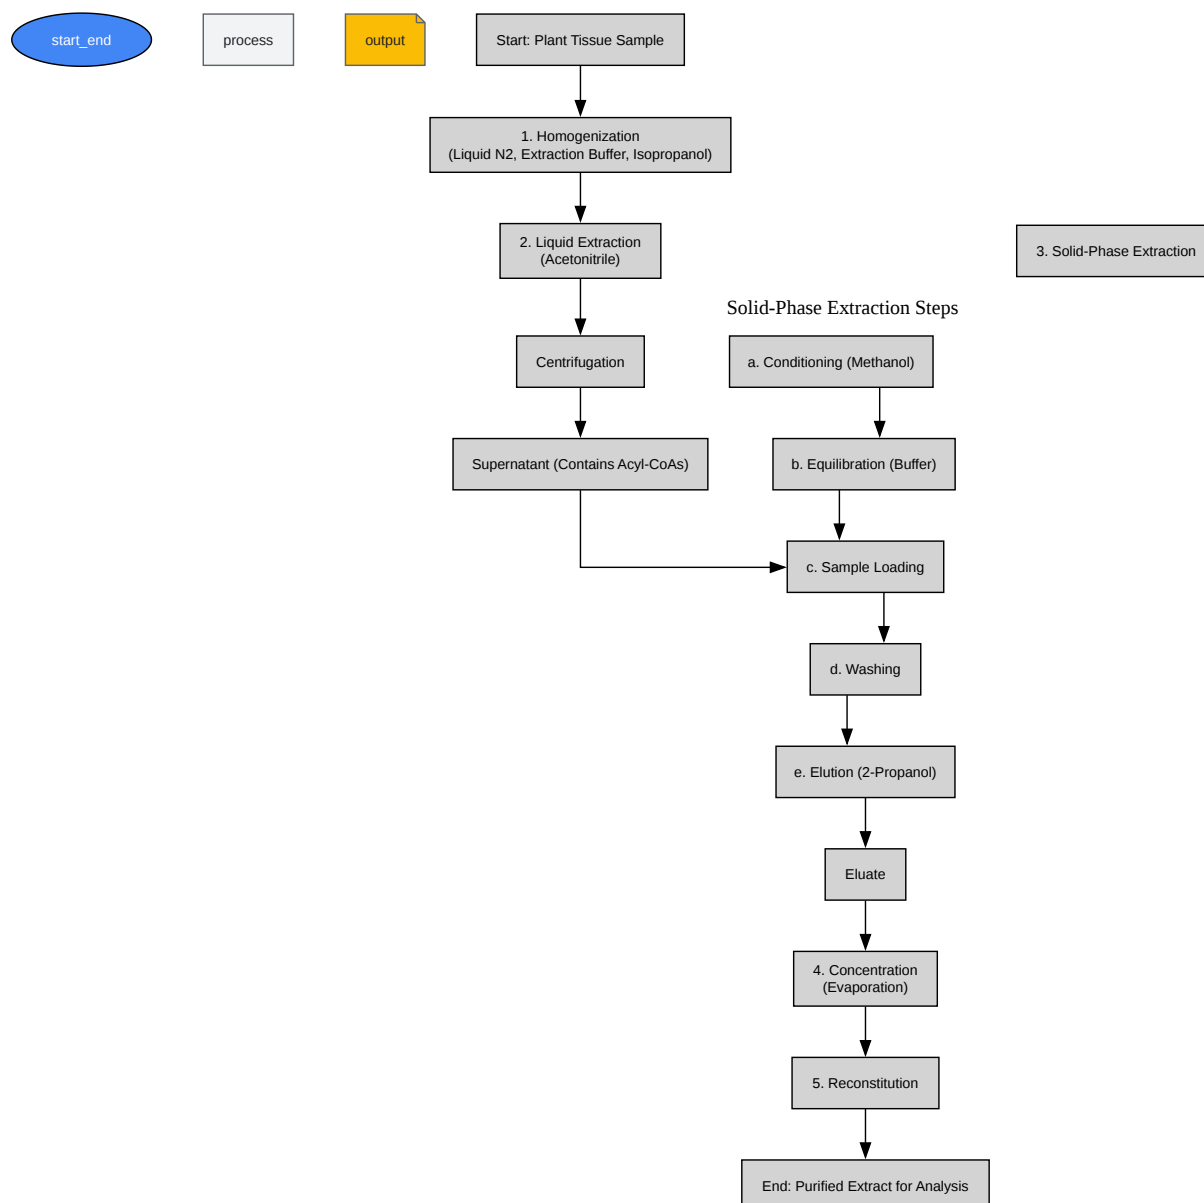 start_end
process
output
Start: Plant Tissue Sample
1. Homogenization
(Liquid N2, Extraction Buffer, Isopropanol)
2. Liquid Extraction
(Acetonitrile)
3. Solid-Phase Extraction
Solid-Phase Extraction Steps
Centrifugation
a. Conditioning (Methanol)
Supernatant (Contains Acyl-CoAs)
b. Equilibration (Buffer)
c. Sample Loading
d. Washing
e. Elution (2-Propanol)
Eluate
4. Concentration
(Evaporation)
5. Reconstitution
End: Purified Extract for Analysis